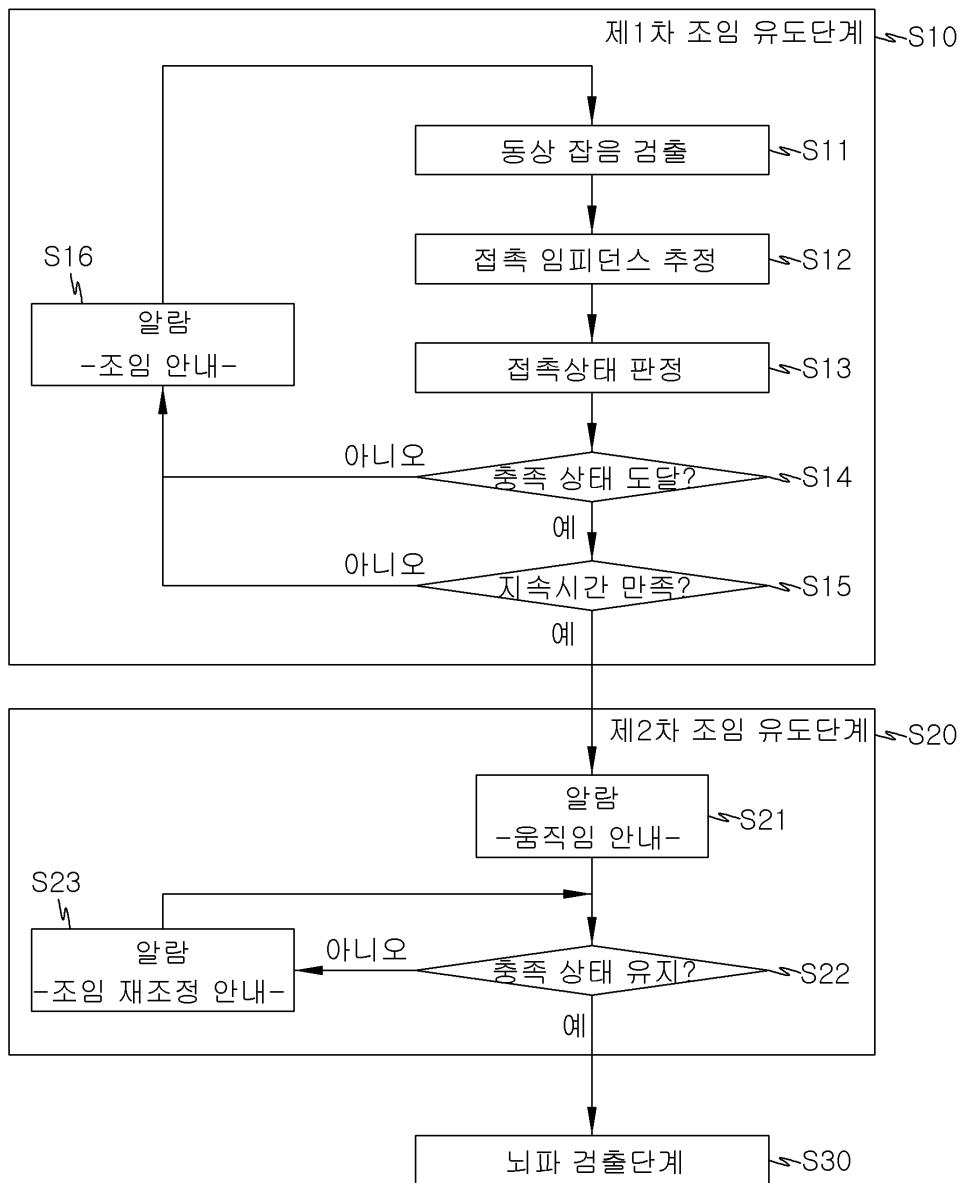 제1차 조임 유도단계 S10
동상 잡음 검출 S11
접촉 임피던스 추정 S12
S16
알람
-조임 안내-
접촉상태 판정 S13
아니오
충족 상태 도달? S14
예
아니오
지속시간 만족? S15
예
제2차 조임 유도단계 S20
알람
-움직임 안내-
S21
S23
알람
-조임 재조정 안내-
아니오
충족 상태 유지? S22
예
뇌파 검출단계 S30